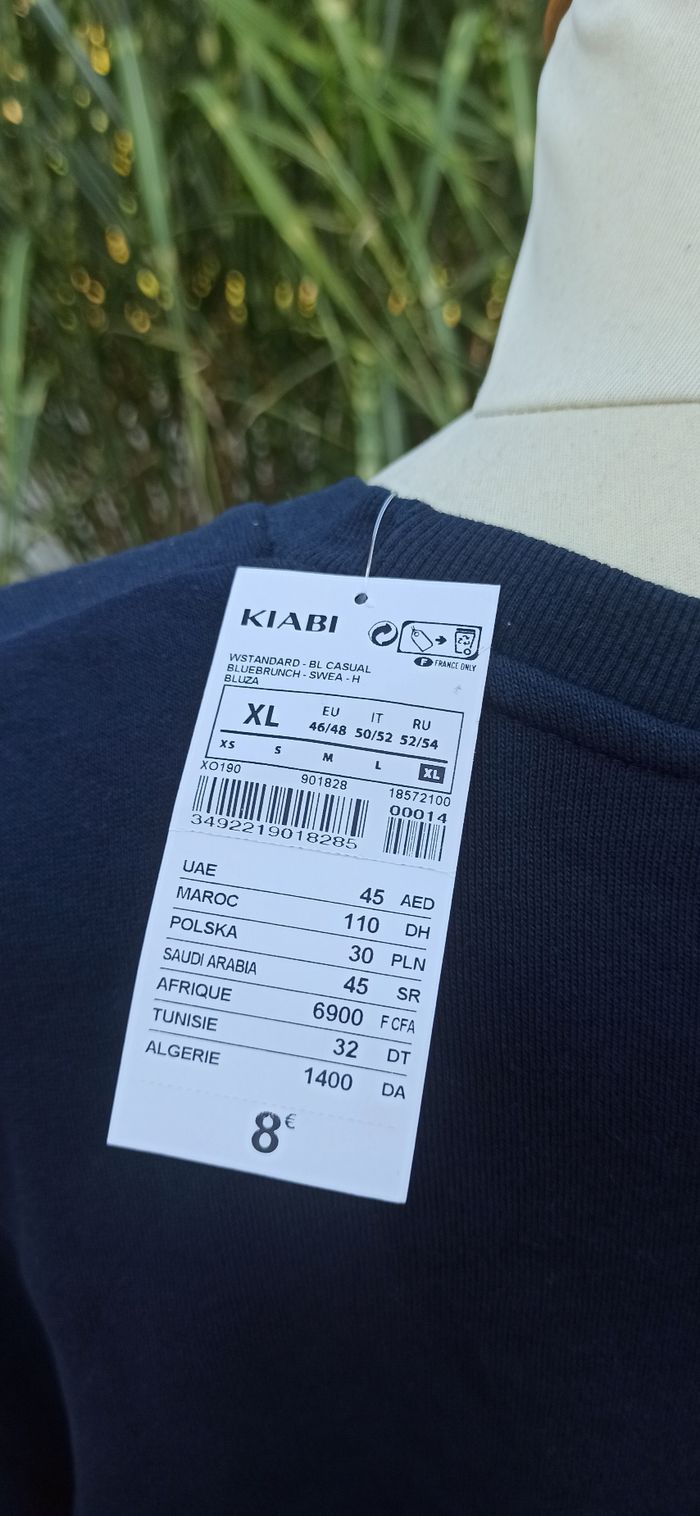 KIABI
FRANCE ONLY
WSTANDARD - BL CASUAL
BLUEBRUNCH - SWEA - H
BLUZA
XL EU IT RU
46/48 50/52 52/54
XS S M L XL
XO190 901828 18572100
00014
3492219018285
UAE 45 AED
MAROC 110 DH
POLSKA 30 PLN
SAUDI ARABIA 45 SR
AFRIQUE 6900 F CFA
TUNISIE 32 DT
ALGERIE 1400 DA
8€